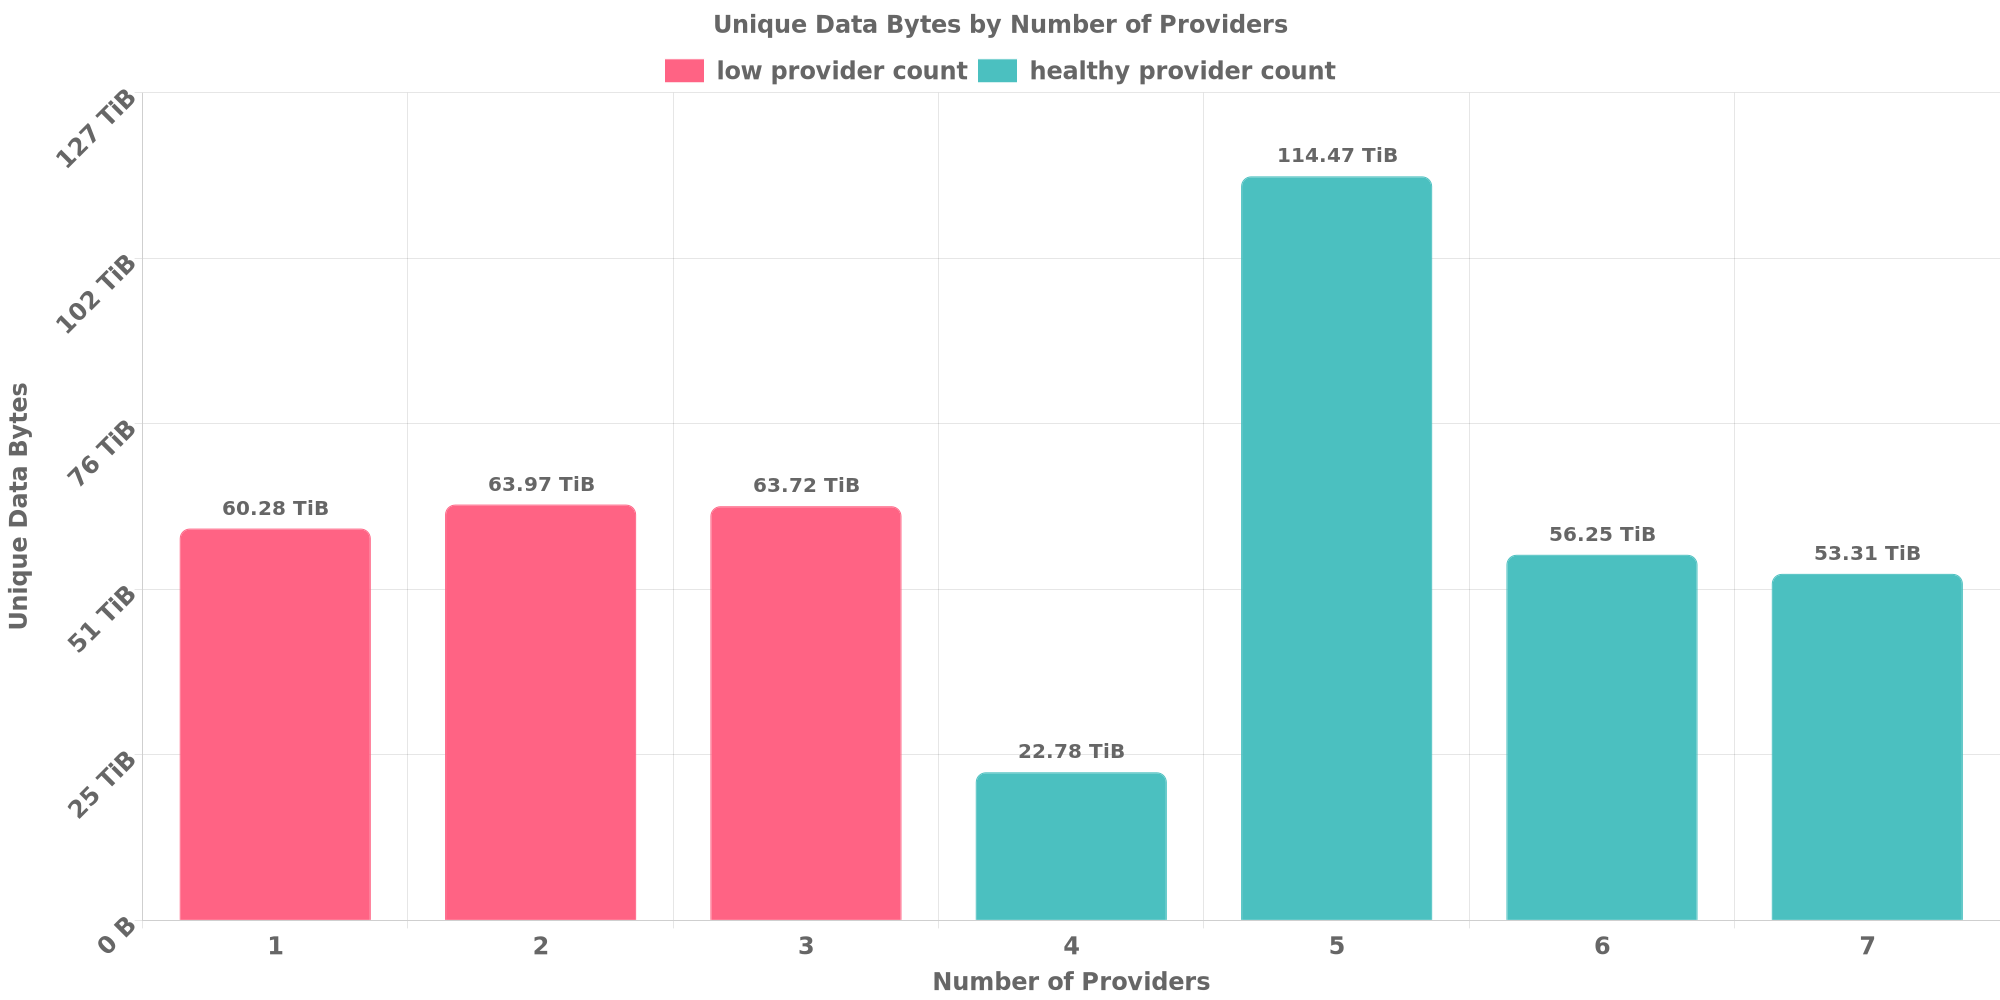 Unique Data Bytes by Number of Providers
low provider count healthy provider count
127 TiB
102 TiB
76 TiB
51 TiB
25 TiB
0 B
Unique Data Bytes
60.28 TiB
63.97 TiB
63.72 TiB
22.78 TiB
114.47 TiB
56.25 TiB
53.31 TiB
1 2 3 4 5 6 7
Number of Providers